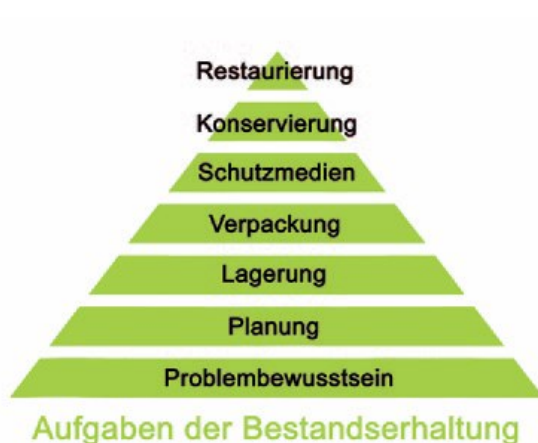 Restaurierung
Konservierung
Schutzmedien
Verpackung
Lagerung
Planung
Problembewusstsein
Aufgaben der Bestandserhaltung